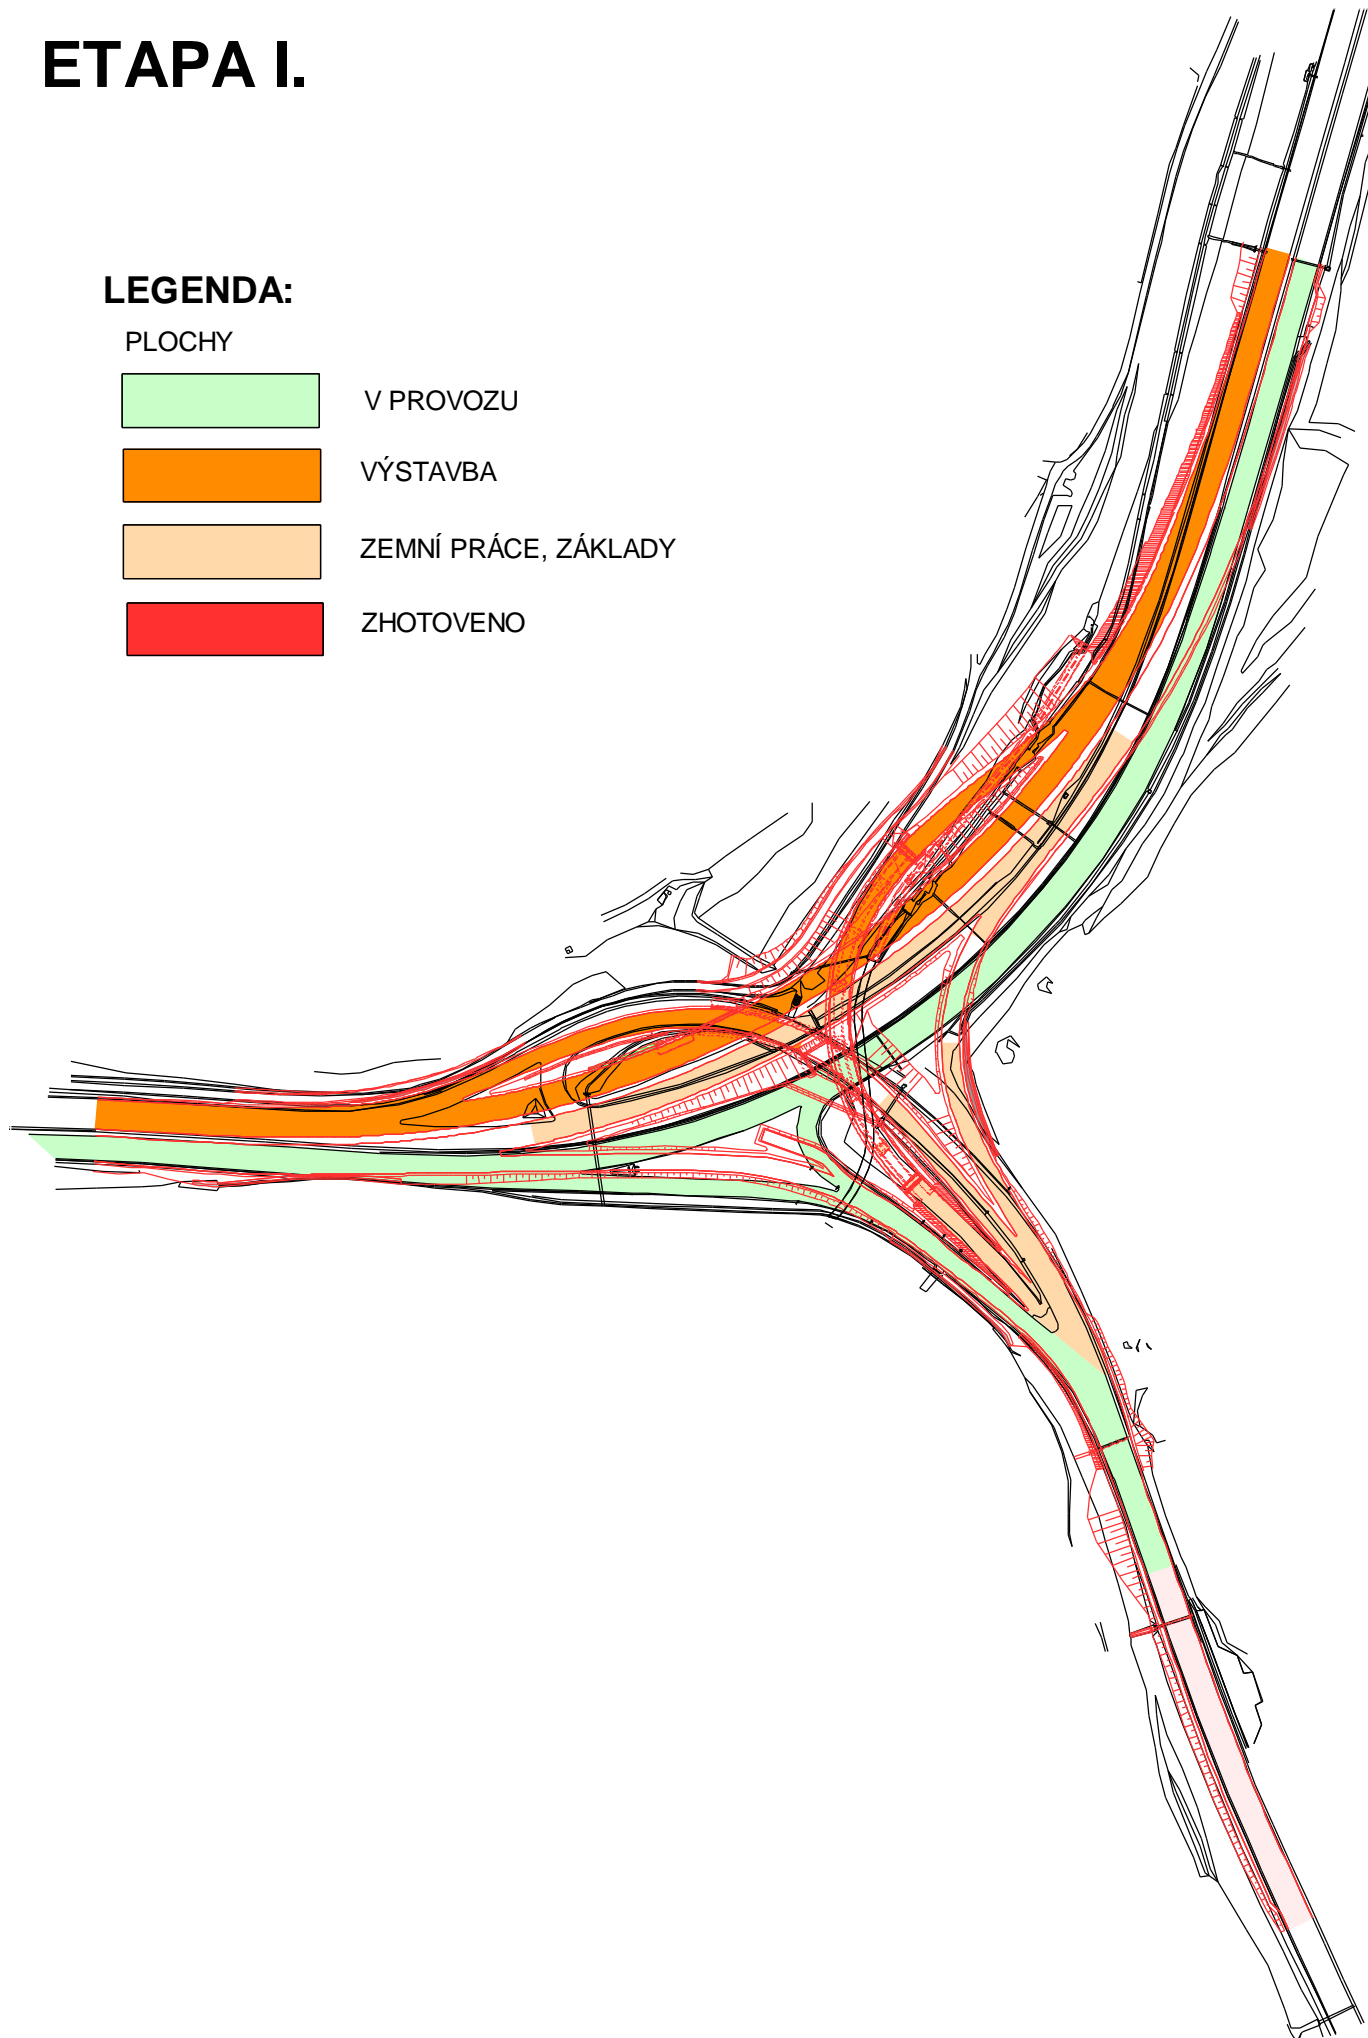 ETAPA I.
LEGENDA:
PLOCHY
V PROVOZU
VÝSTAVBA
ZEMNÍ PRÁCE, ZÁKLADY
ZHOTOVENO